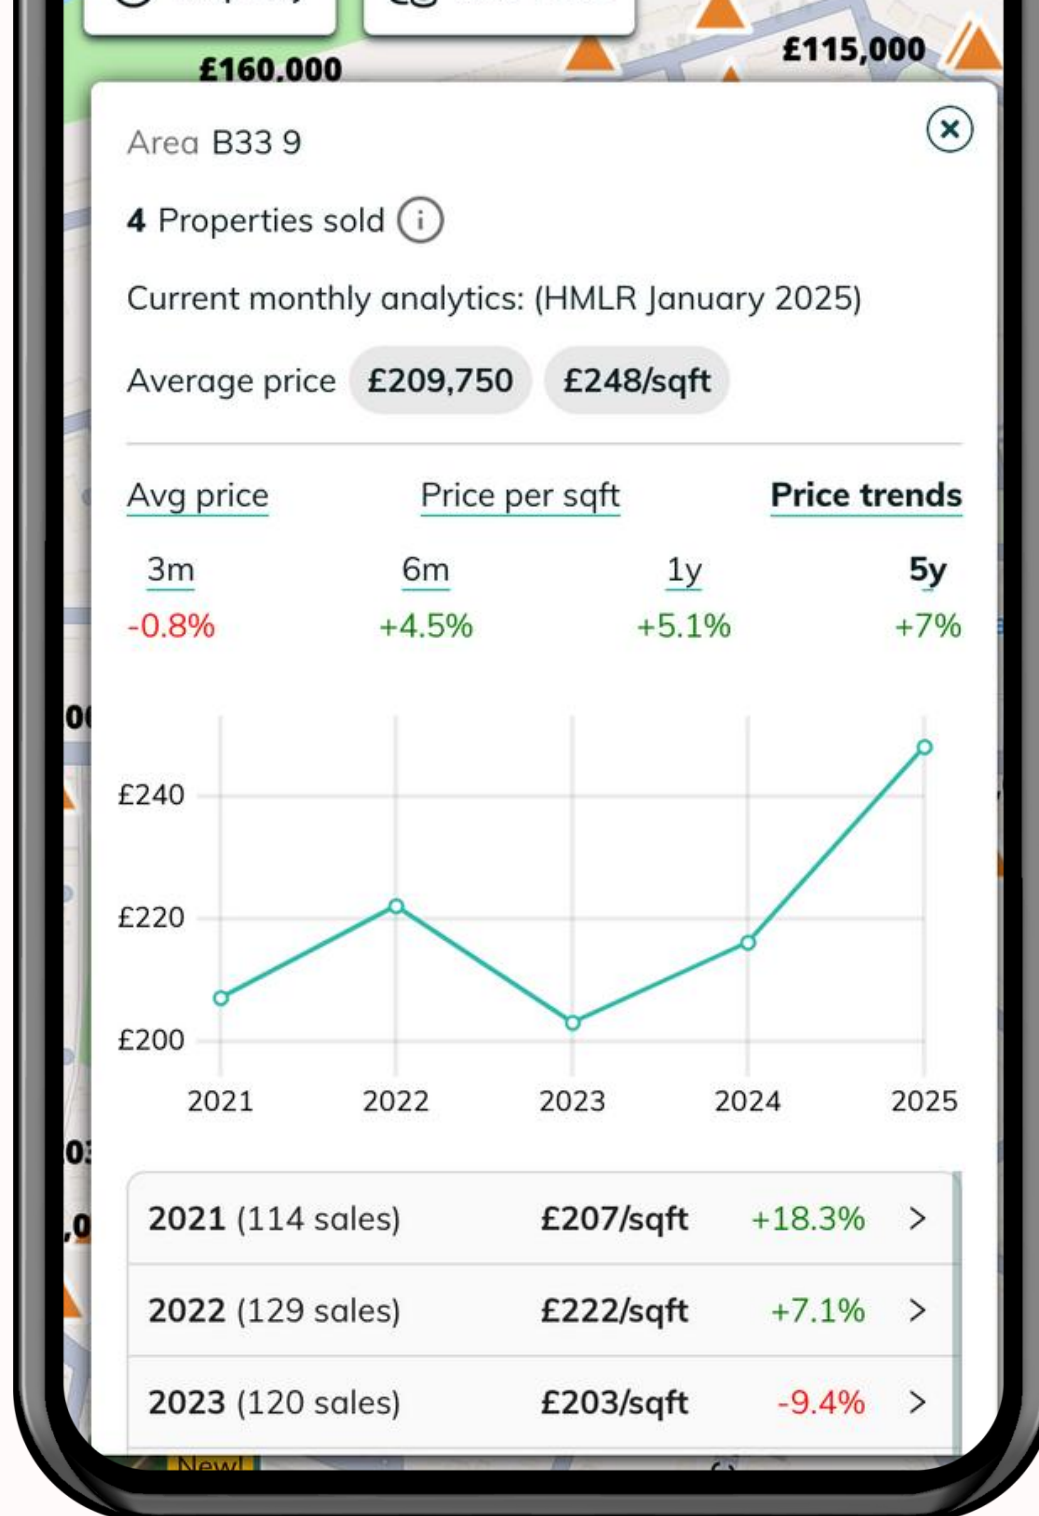 £115,000
£160,000
Area B33 9
4 Properties sold i
Current monthly analytics: (HMLR January 2025)
Average price £209,750 £248/sqft
Avg price Price per sqft Price trends
3m 6m 1y 5y
-0.8% +4.5% +5.1% +7%
£240
£220
£200
2021 2022 2023 2024 2025
2021 (114 sales) £207/sqft +18.3% >
2022 (129 sales) £222/sqft +7.1% >
2023 (120 sales) £203/sqft -9.4% >
New!